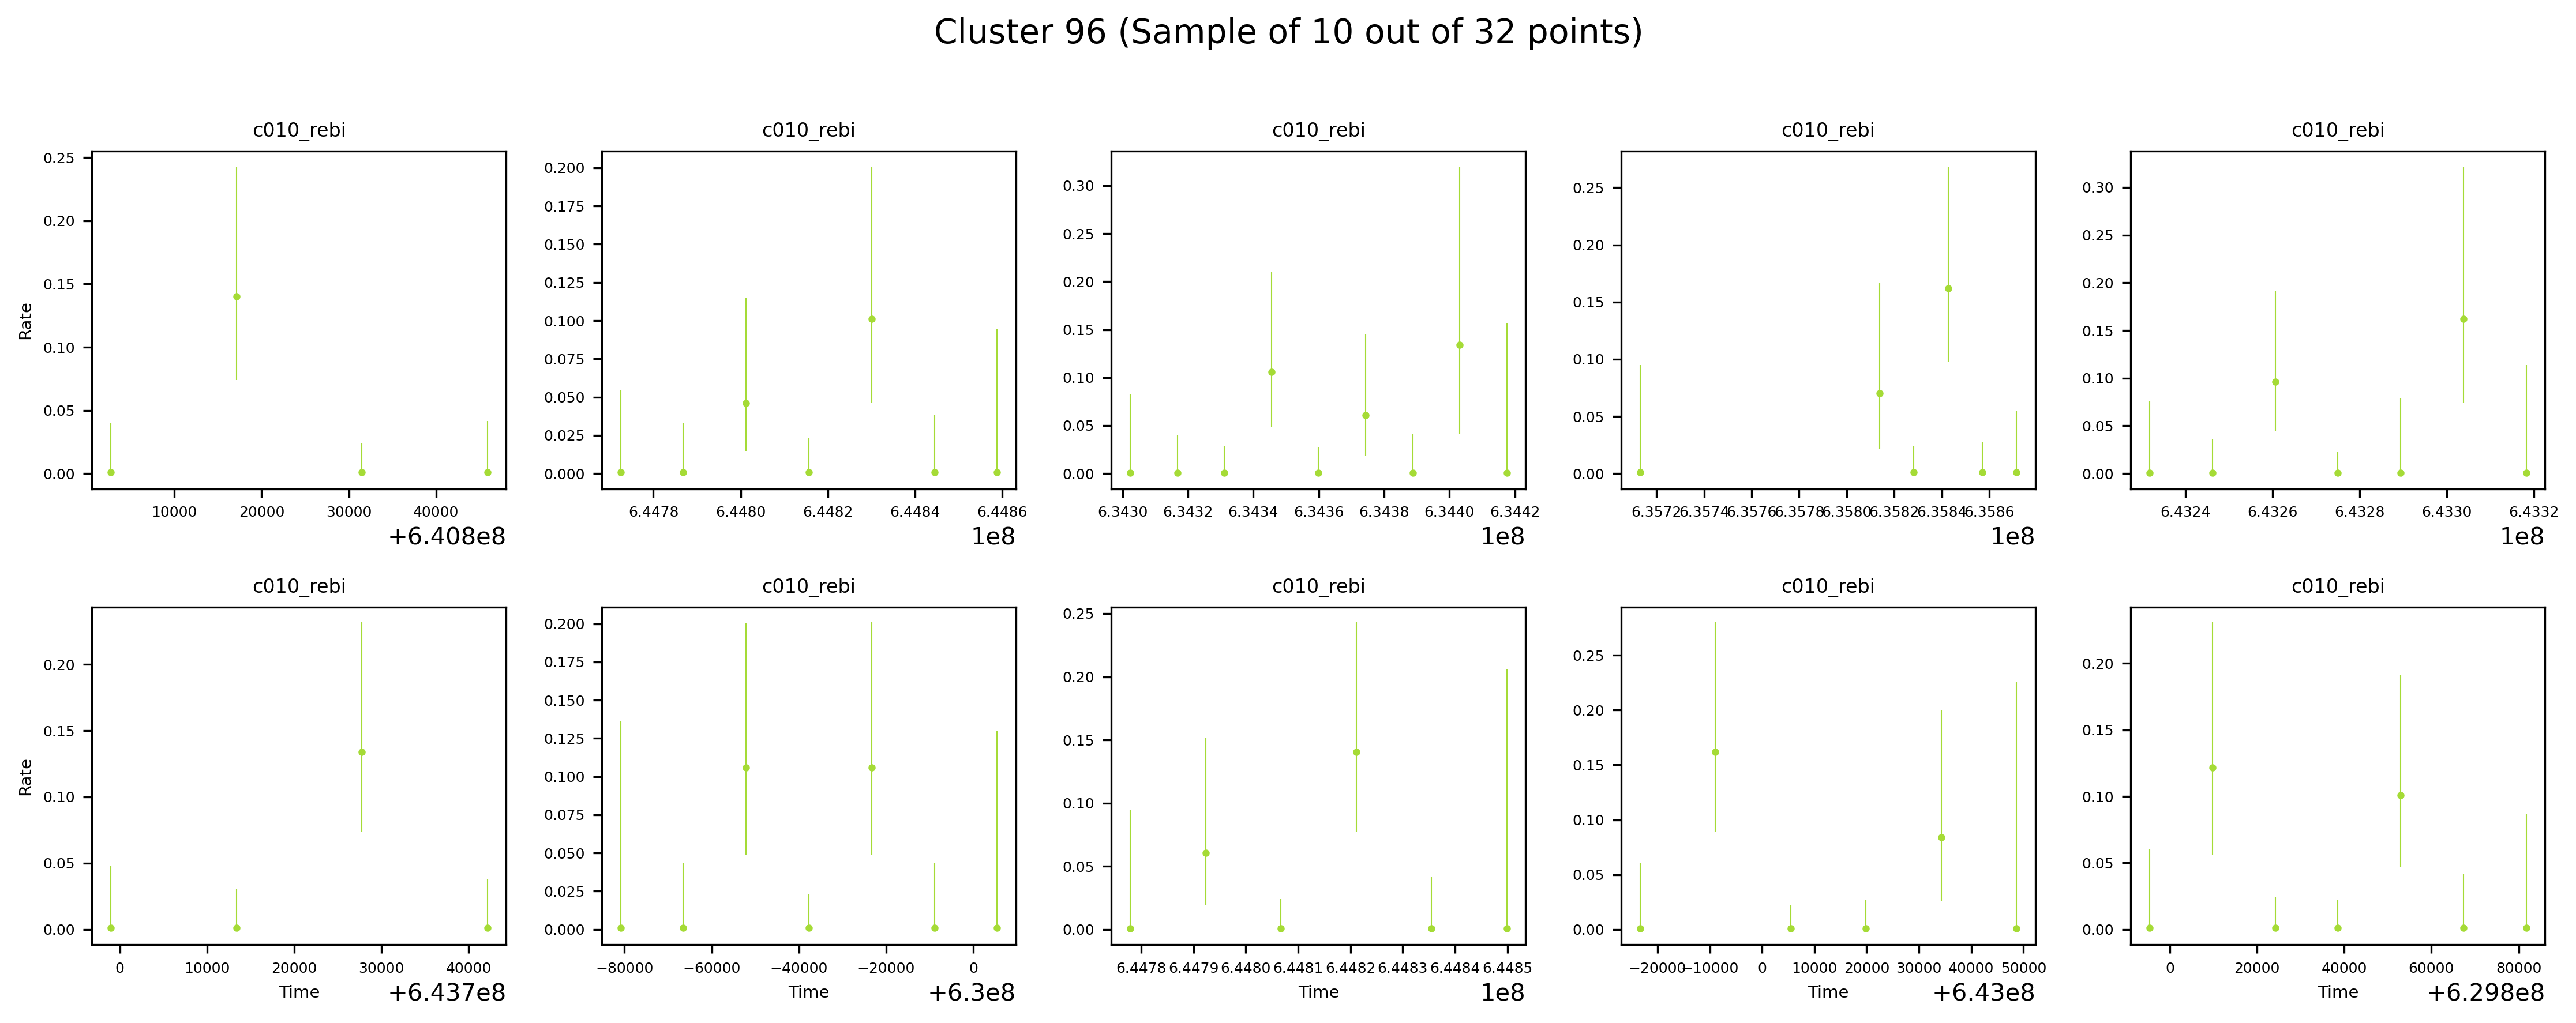 Cluster 96 (Sample of 10 out of 32 points)
c010_rebi c010_rebi c010_rebi c010_rebi c010_rebi
0.25
0.20
0.15
0.10
0.05
0.00
Rate
10000 20000 30000 40000
+6.408e8
0.200
0.175
0.150
0.125
0.100
0.075
0.050
0.025
0.000
6.4478 6.4480 6.4482 6.4484 6.4486
1e8
0.30
0.25
0.20
0.15
0.10
0.05
0.00
6.3430 6.3432 6.3434 6.3436 6.3438 6.3440 6.3442
1e8
0.25
0.20
0.15
0.10
0.05
0.00
6.3572 6.3574 6.3576 6.3578 6.3580 6.3582 6.3584 6.3586
1e8
0.30
0.25
0.20
0.15
0.10
0.05
0.00
6.4324 6.4326 6.4328 6.4330 6.4332
1e8
c010_rebi c010_rebi c010_rebi c010_rebi c010_rebi
0.20
0.15
0.10
0.05
0.00
Rate
0 10000 20000 30000 40000
Time
+6.437e8
0.200
0.175
0.150
0.125
0.100
0.075
0.050
0.025
0.000
−80000 −60000 −40000 −20000 0
Time
+6.3e8
0.25
0.20
0.15
0.10
0.05
0.00
6.4478 6.4479 6.4480 6.4481 6.4482 6.4483 6.4484 6.4485
Time
1e8
0.25
0.20
0.15
0.10
0.05
0.00
−20000 −10000 0 10000 20000 30000 40000 50000
Time
+6.43e8
0.20
0.15
0.10
0.05
0.00
0 20000 40000 60000 80000
Time
+6.298e8